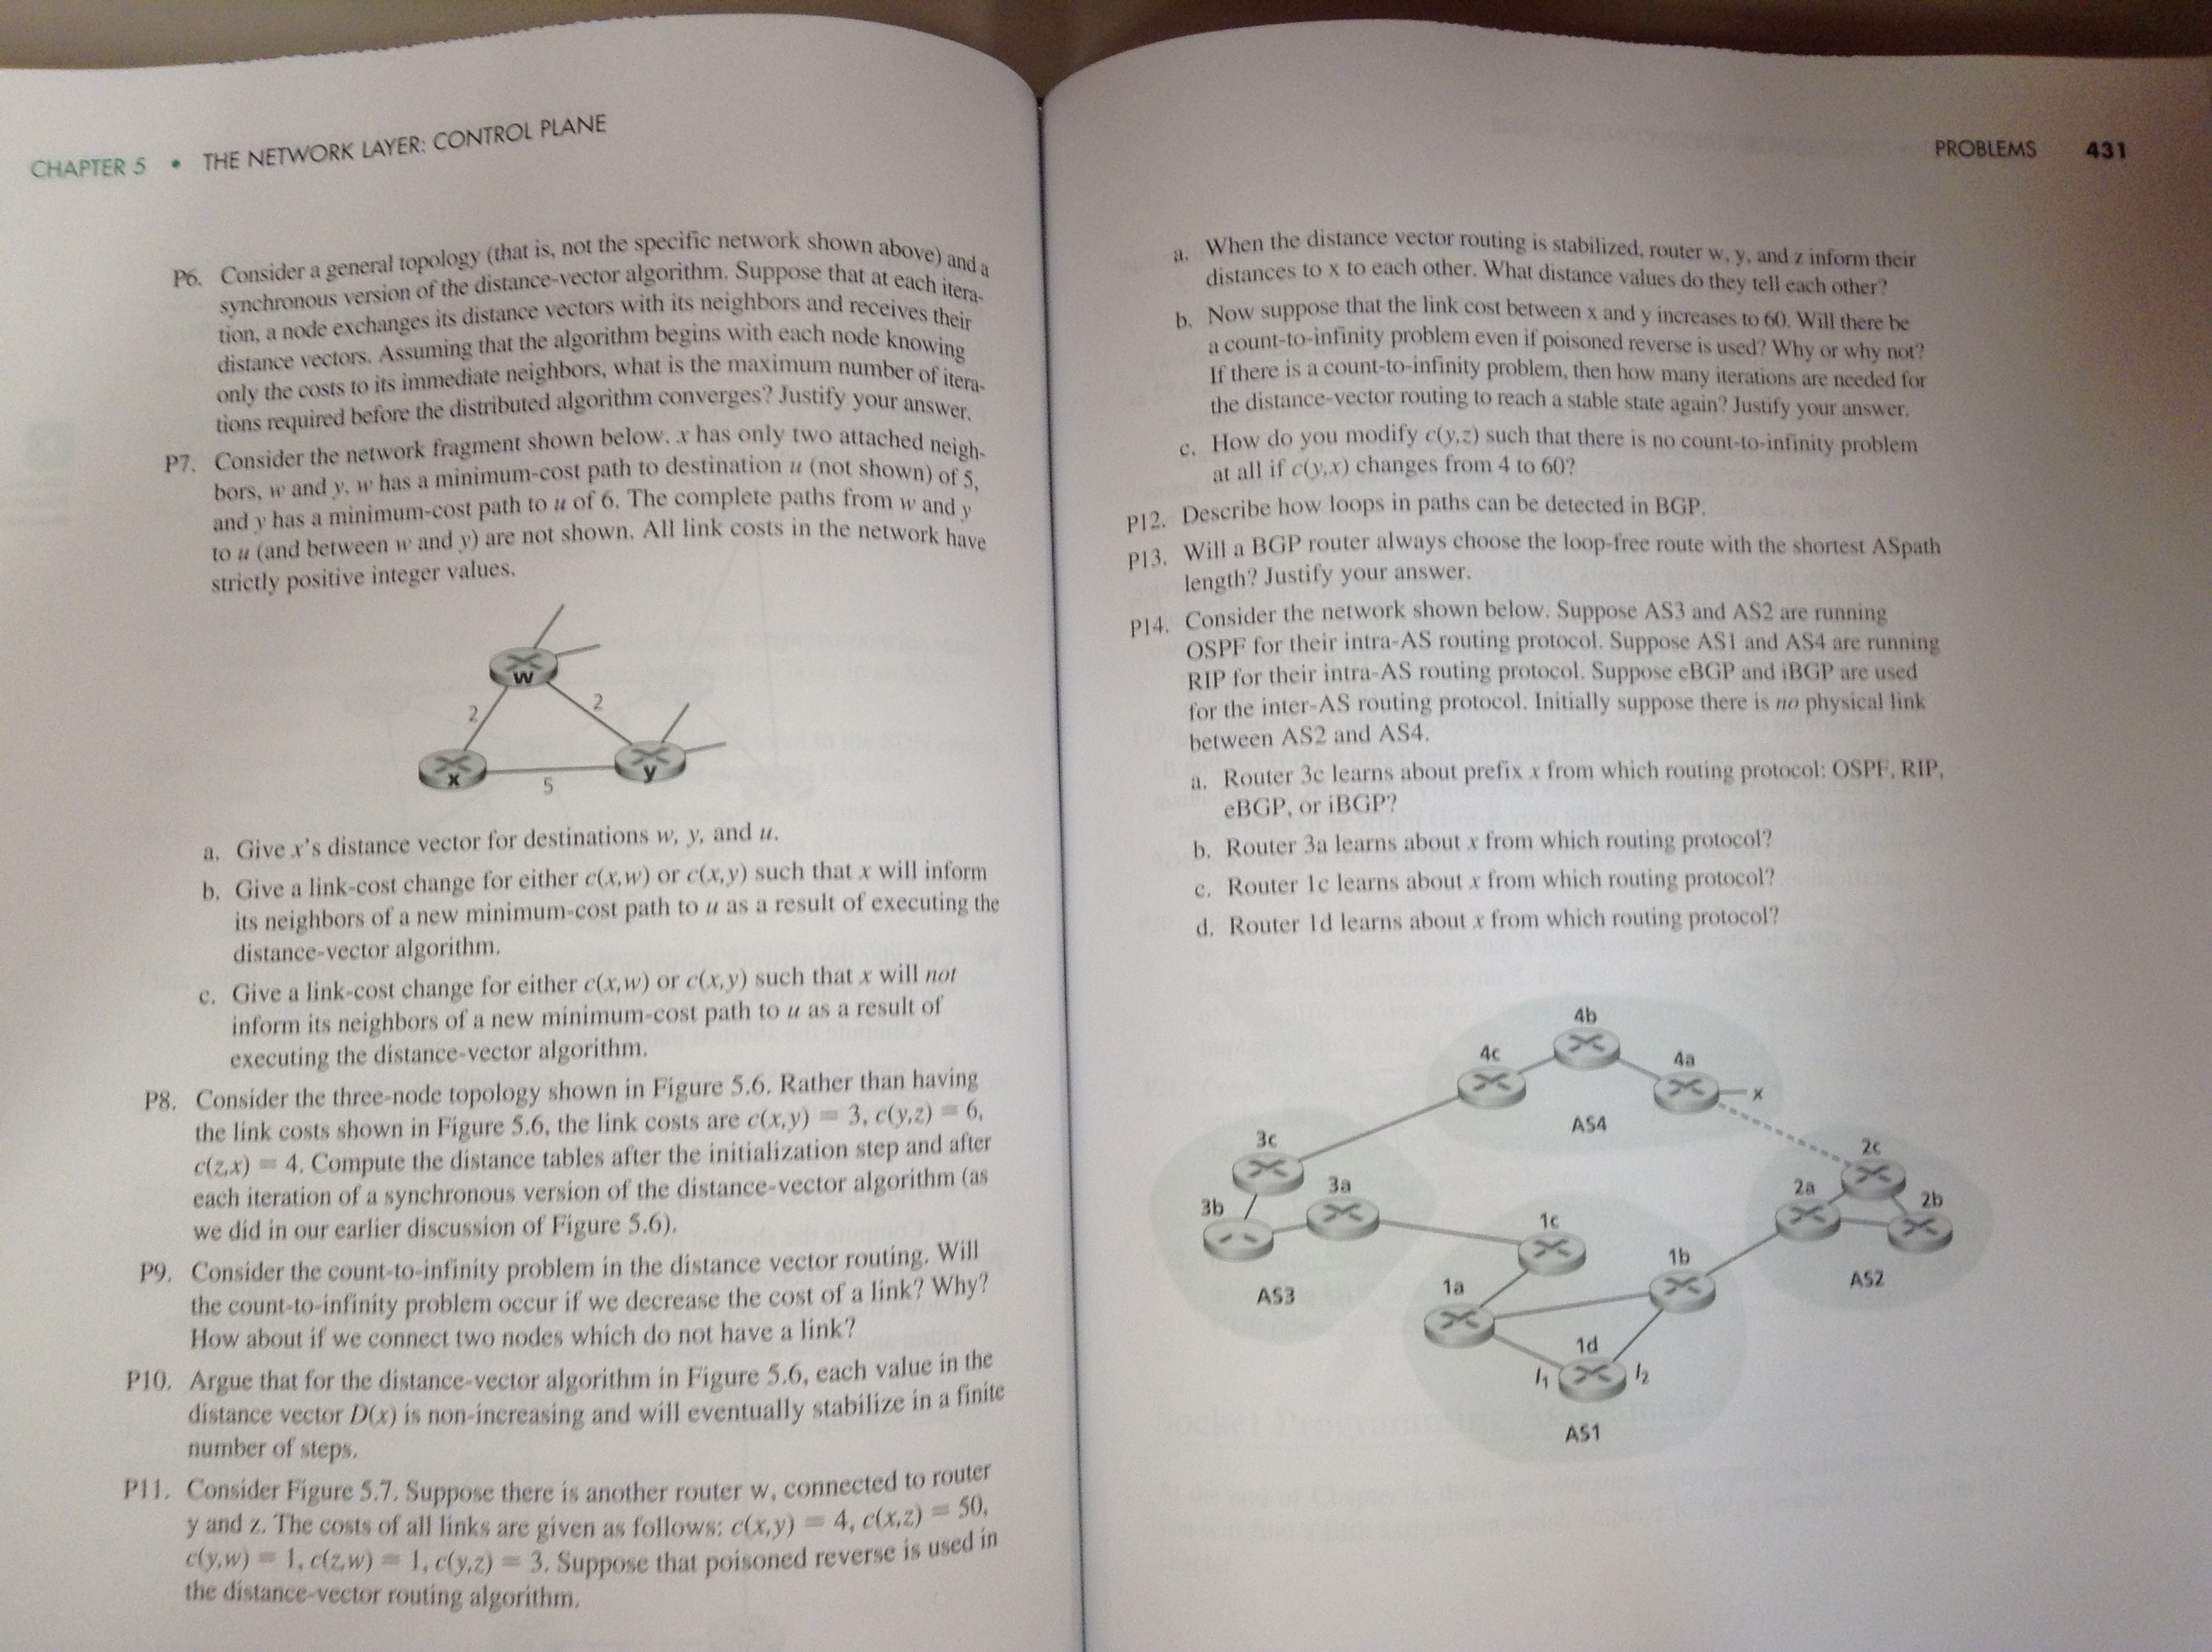 CHAPTER 5 • THE NETWORK LAYER: CONTROL PLANE
P6. Consider a general topology (that is, not the specific network shown above) and a
synchronous version of the distance-vector algorithm. Suppose that at each itera-
tion, a node exchanges its distance vectors with its neighbors and receives their
distance vectors. Assuming that the algorithm begins with each node knowing
only the costs to its immediate neighbors, what is the maximum number of itera-
tions required before the distributed algorithm converges? Justify your answer.
P7. Consider the network fragment shown below. x has only two attached neigh-
bors, w and y. w has a minimum-cost path to destination u (not shown) of 5,
and y has a minimum-cost path to u of 6. The complete paths from w and y
to u (and between w and y) are not shown. All link costs in the network have
strictly positive integer values.
w
2
2
x
y
5
a. Give x's distance vector for destinations w, y, and u.
b. Give a link-cost change for either c(x,w) or c(x,y) such that x will inform
its neighbors of a new minimum-cost path to u as a result of executing the
distance-vector algorithm.
c. Give a link-cost change for either c(x,w) or c(x,y) such that x will not
inform its neighbors of a new minimum-cost path to u as a result of
executing the distance-vector algorithm.
P8. Consider the three-node topology shown in Figure 5.6. Rather than having
the link costs shown in Figure 5.6, the link costs are c(x,y) = 3, c(y,z) = 6,
c(z,x) = 4. Compute the distance tables after the initialization step and after
each iteration of a synchronous version of the distance-vector algorithm (as
we did in our earlier discussion of Figure 5.6).
P9. Consider the count-to-infinity problem in the distance vector routing. Will
the count-to-infinity problem occur if we decrease the cost of a link? Why?
How about if we connect two nodes which do not have a link?
P10. Argue that for the distance-vector algorithm in Figure 5.6, each value in the
distance vector D(x) is non-increasing and will eventually stabilize in a finite
number of steps.
P11. Consider Figure 5.7. Suppose there is another router w, connected to router
y and z. The costs of all links are given as follows: c(x,y) = 4, c(x,z) = 50,
c(y,w) = 1, c(z,w) = 1, c(y,z) = 3. Suppose that poisoned reverse is used in
the distance-vector routing algorithm.
PROBLEMS 431
a. When the distance vector routing is stabilized, router w, y, and z inform their
distances to x to each other. What distance values do they tell each other?
b. Now suppose that the link cost between x and y increases to 60. Will there be
a count-to-infinity problem even if poisoned reverse is used? Why or why not?
If there is a count-to-infinity problem, then how many iterations are needed for
the distance-vector routing to reach a stable state again? Justify your answer.
c. How do you modify c(y,z) such that there is no count-to-infinity problem
at all if c(y,x) changes from 4 to 60?
P12. Describe how loops in paths can be detected in BGP.
P13. Will a BGP router always choose the loop-free route with the shortest ASpath
length? Justify your answer.
P14. Consider the network shown below. Suppose AS3 and AS2 are running
OSPF for their intra-AS routing protocol. Suppose AS1 and AS4 are running
RIP for their intra-AS routing protocol. Suppose eBGP and iBGP are used
for the inter-AS routing protocol. Initially suppose there is no physical link
between AS2 and AS4.
a. Router 3c learns about prefix x from which routing protocol: OSPF, RIP,
eBGP, or iBGP?
b. Router 3a learns about x from which routing protocol?
c. Router 1c learns about x from which routing protocol?
d. Router 1d learns about x from which routing protocol?
4b
4c
4a
x
AS4
3c
2c
3a
2a
3b
2b
1c
1b
AS2
1a
AS3
1d
I1
I2
AS1